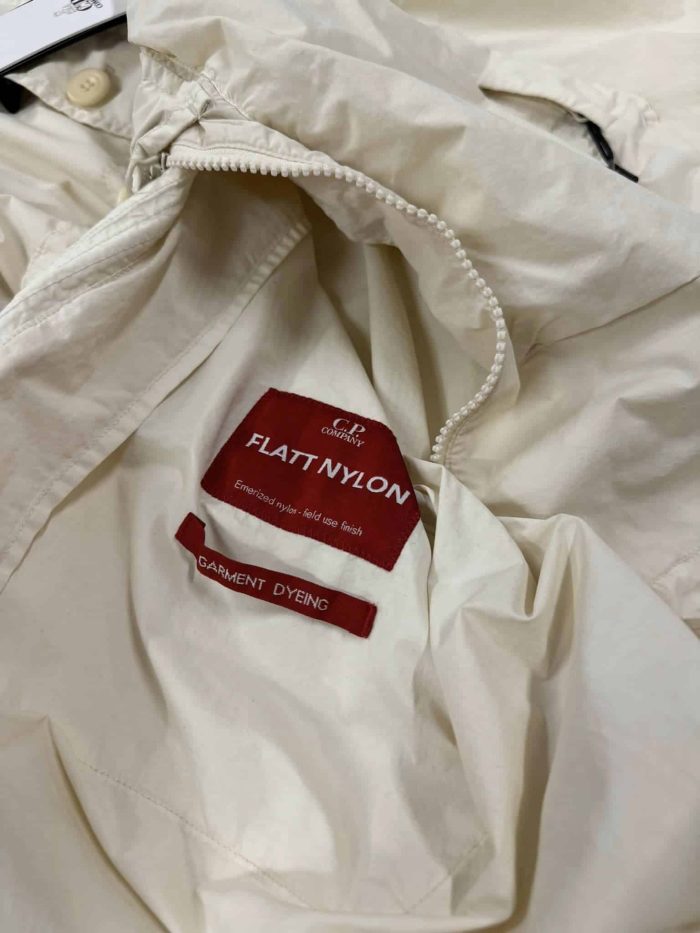 C.P.
COMPANY
FLATT NYLON
Emerized nylon - field use finish
GARMENT DYEING